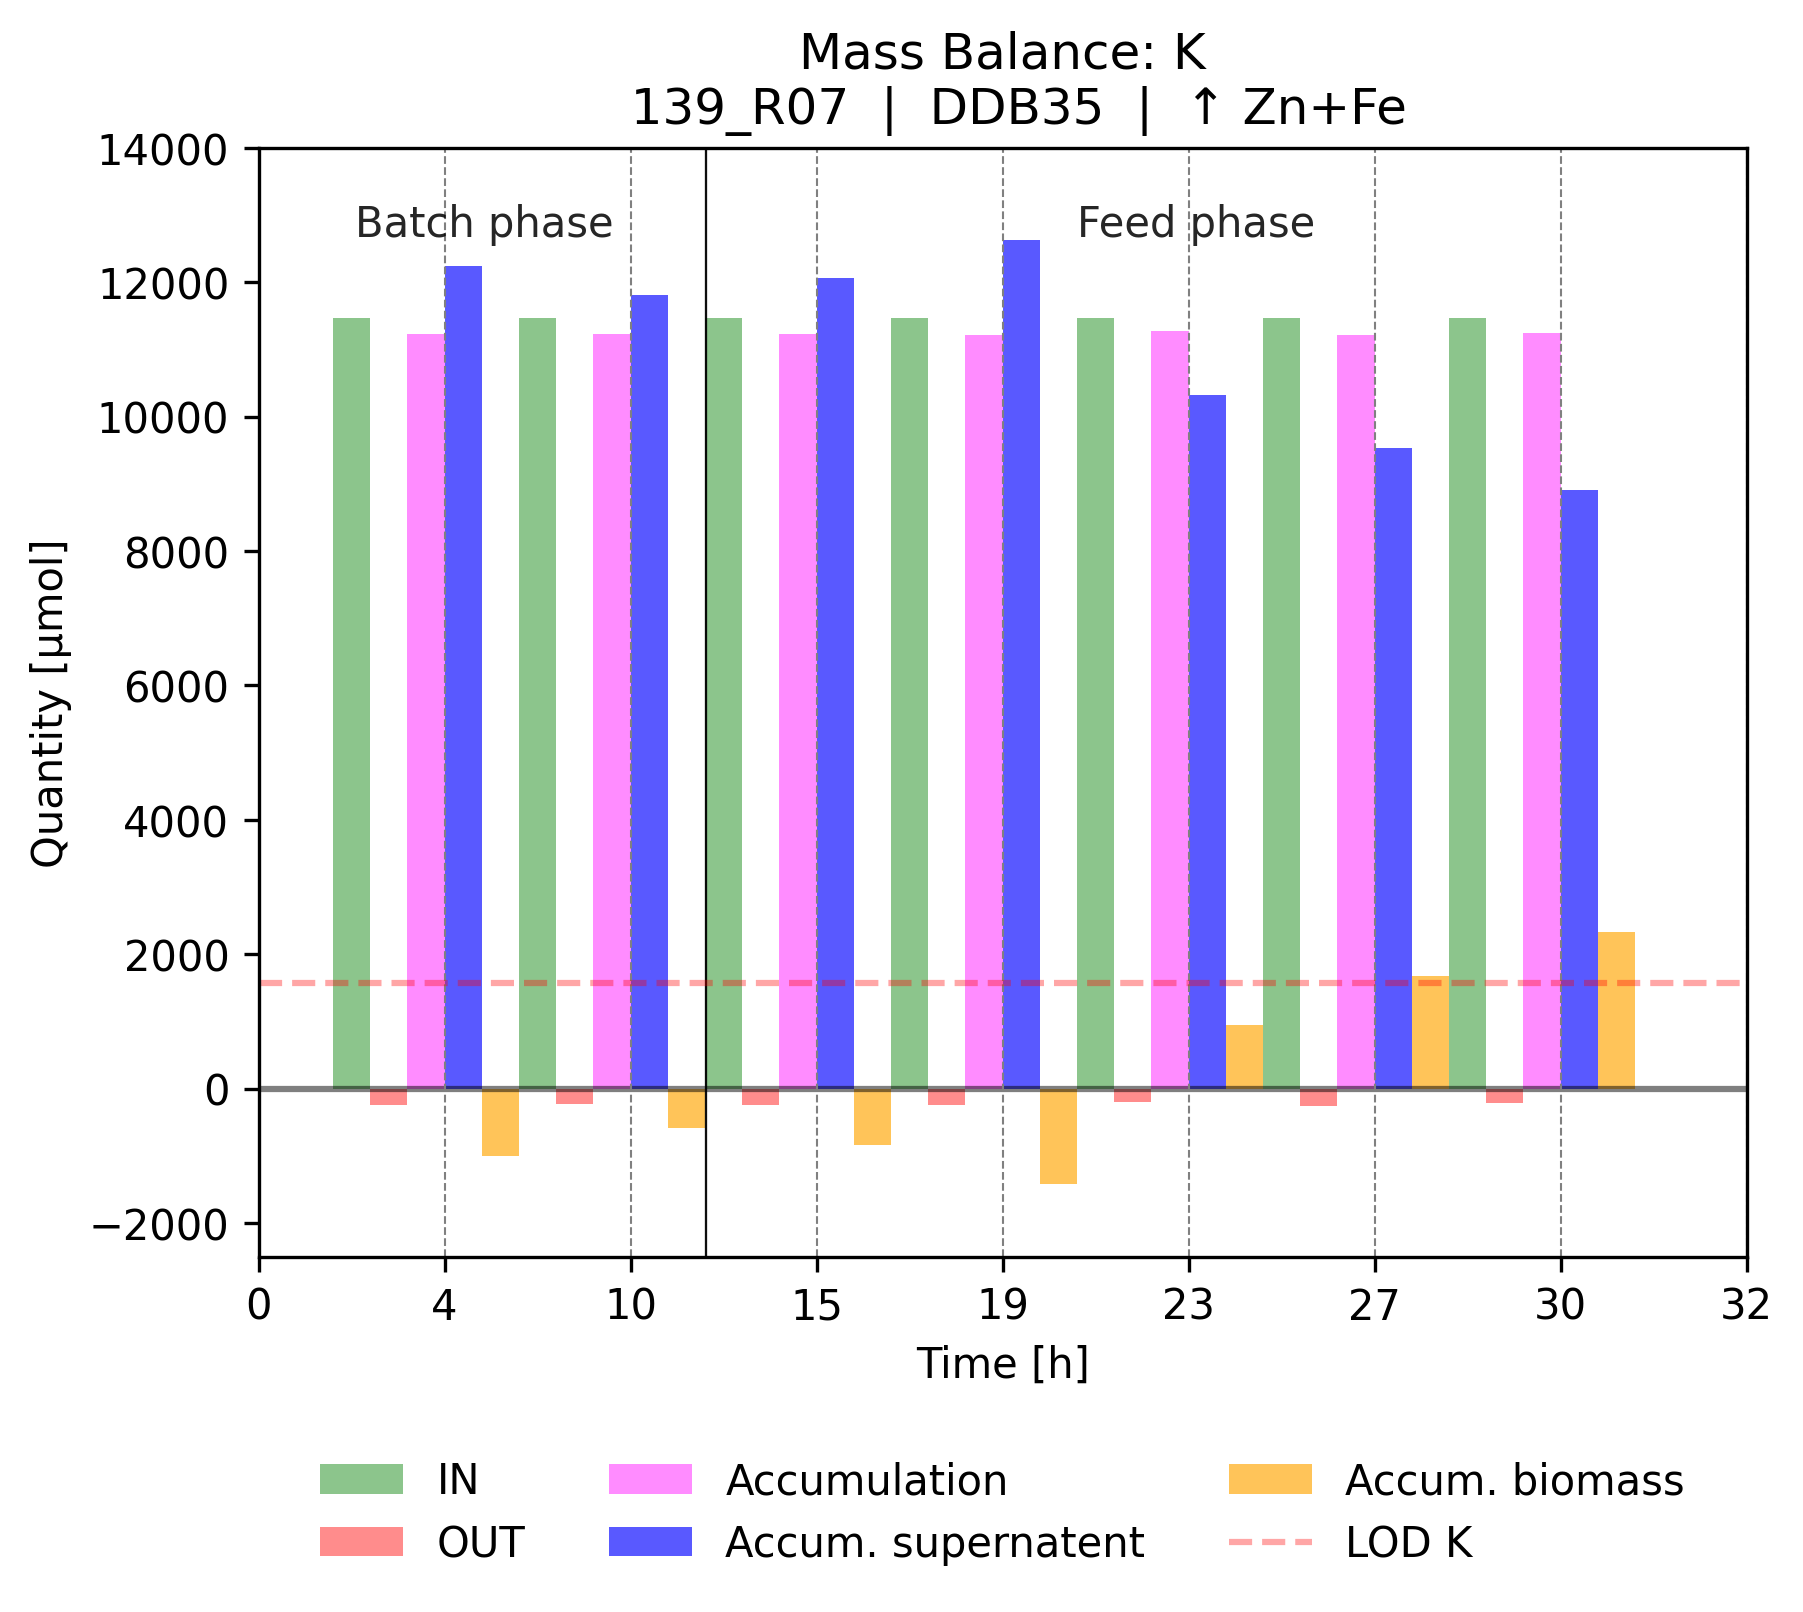 Mass Balance: K
139_R07 | DDB35 | ↑ Zn+Fe
14000
12000
10000
8000
6000
4000
2000
0
−2000
Quantity [µmol]
Batch phase
Feed phase
0 4 10 15 19 23 27 30 32
Time [h]
IN
OUT
Accumulation
Accum. supernatent
Accum. biomass
LOD K